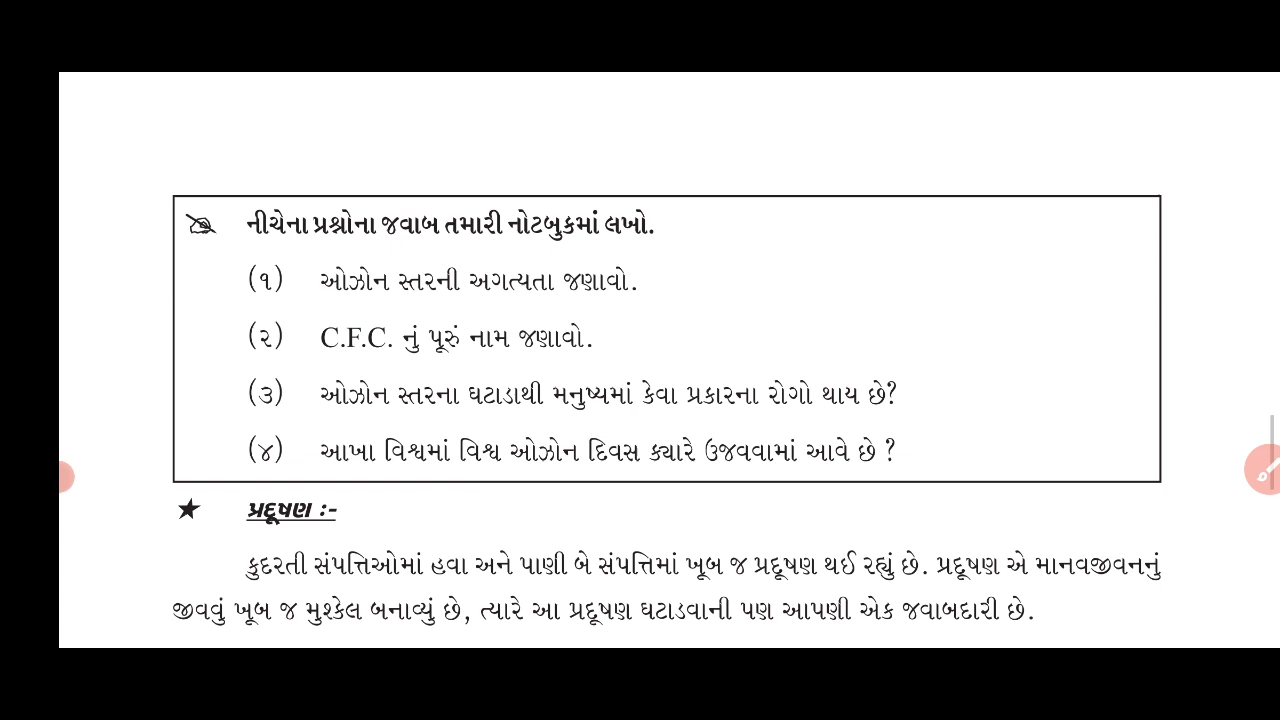 નીચેના પ્રશ્નોના જવાબ તમારી નોટબુકમાં લખો.
(૧) ઓઝોન સ્તરની અગત્યતા જણાવો.
(૨) C.F.C. નું પૂરું નામ જણાવો.
(૩) ઓઝોન સ્તરના ઘટાડાથી મનુષ્યમાં કેવા પ્રકારના રોગો થાય છે?
(૪) આખા વિશ્વમાં વિશ્વ ઓઝોન દિવસ ક્યારે ઉજવવામાં આવે છે ?
★ પ્રદૂષણ :-
કુદરતી સંપત્તિઓમાં હવા અને પાણી બે સંપત્તિમાં ખૂબ જ પ્રદૂષણ થઈ રહ્યું છે. પ્રદૂષણ એ માનવજીવનનું
જીવવું ખૂબ જ મુશ્કેલ બનાવ્યું છે, ત્યારે આ પ્રદૂષણ ઘટાડવાની પણ આપણી એક જવાબદારી છે.